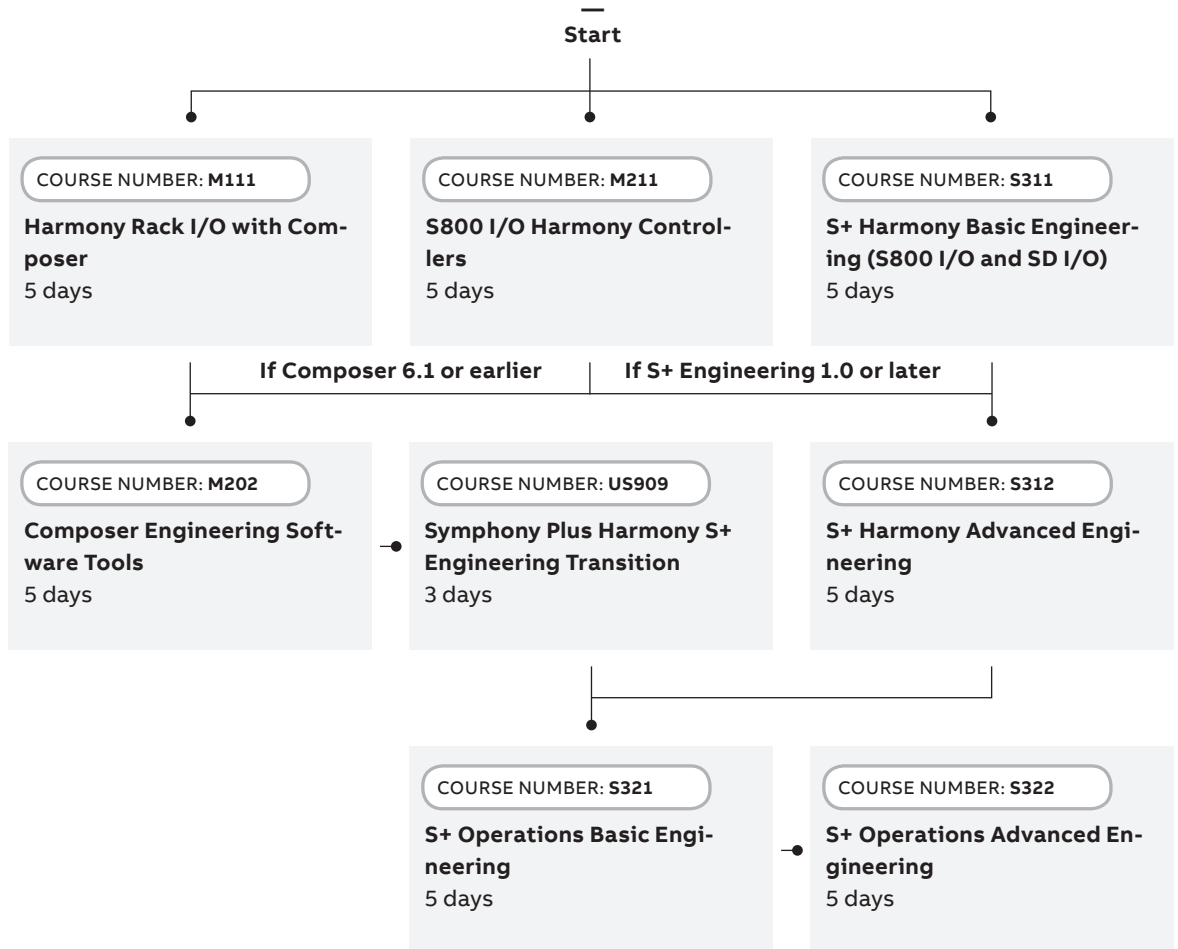 Start
COURSE NUMBER: M111
Harmony Rack I/O with Com-
poser
5 days
COURSE NUMBER: M211
S800 I/O Harmony Control-
lers
5 days
COURSE NUMBER: S311
S+ Harmony Basic Engineer-
ing (S800 I/O and SD I/O)
5 days
If Composer 6.1 or earlier
If S+ Engineering 1.0 or later
COURSE NUMBER: M202
Composer Engineering Soft-
ware Tools
5 days
COURSE NUMBER: US909
Symphony Plus Harmony S+
Engineering Transition
3 days
COURSE NUMBER: S312
S+ Harmony Advanced Engi-
neering
5 days
COURSE NUMBER: S321
S+ Operations Basic Engi-
neering
5 days
COURSE NUMBER: S322
S+ Operations Advanced En-
gineering
5 days